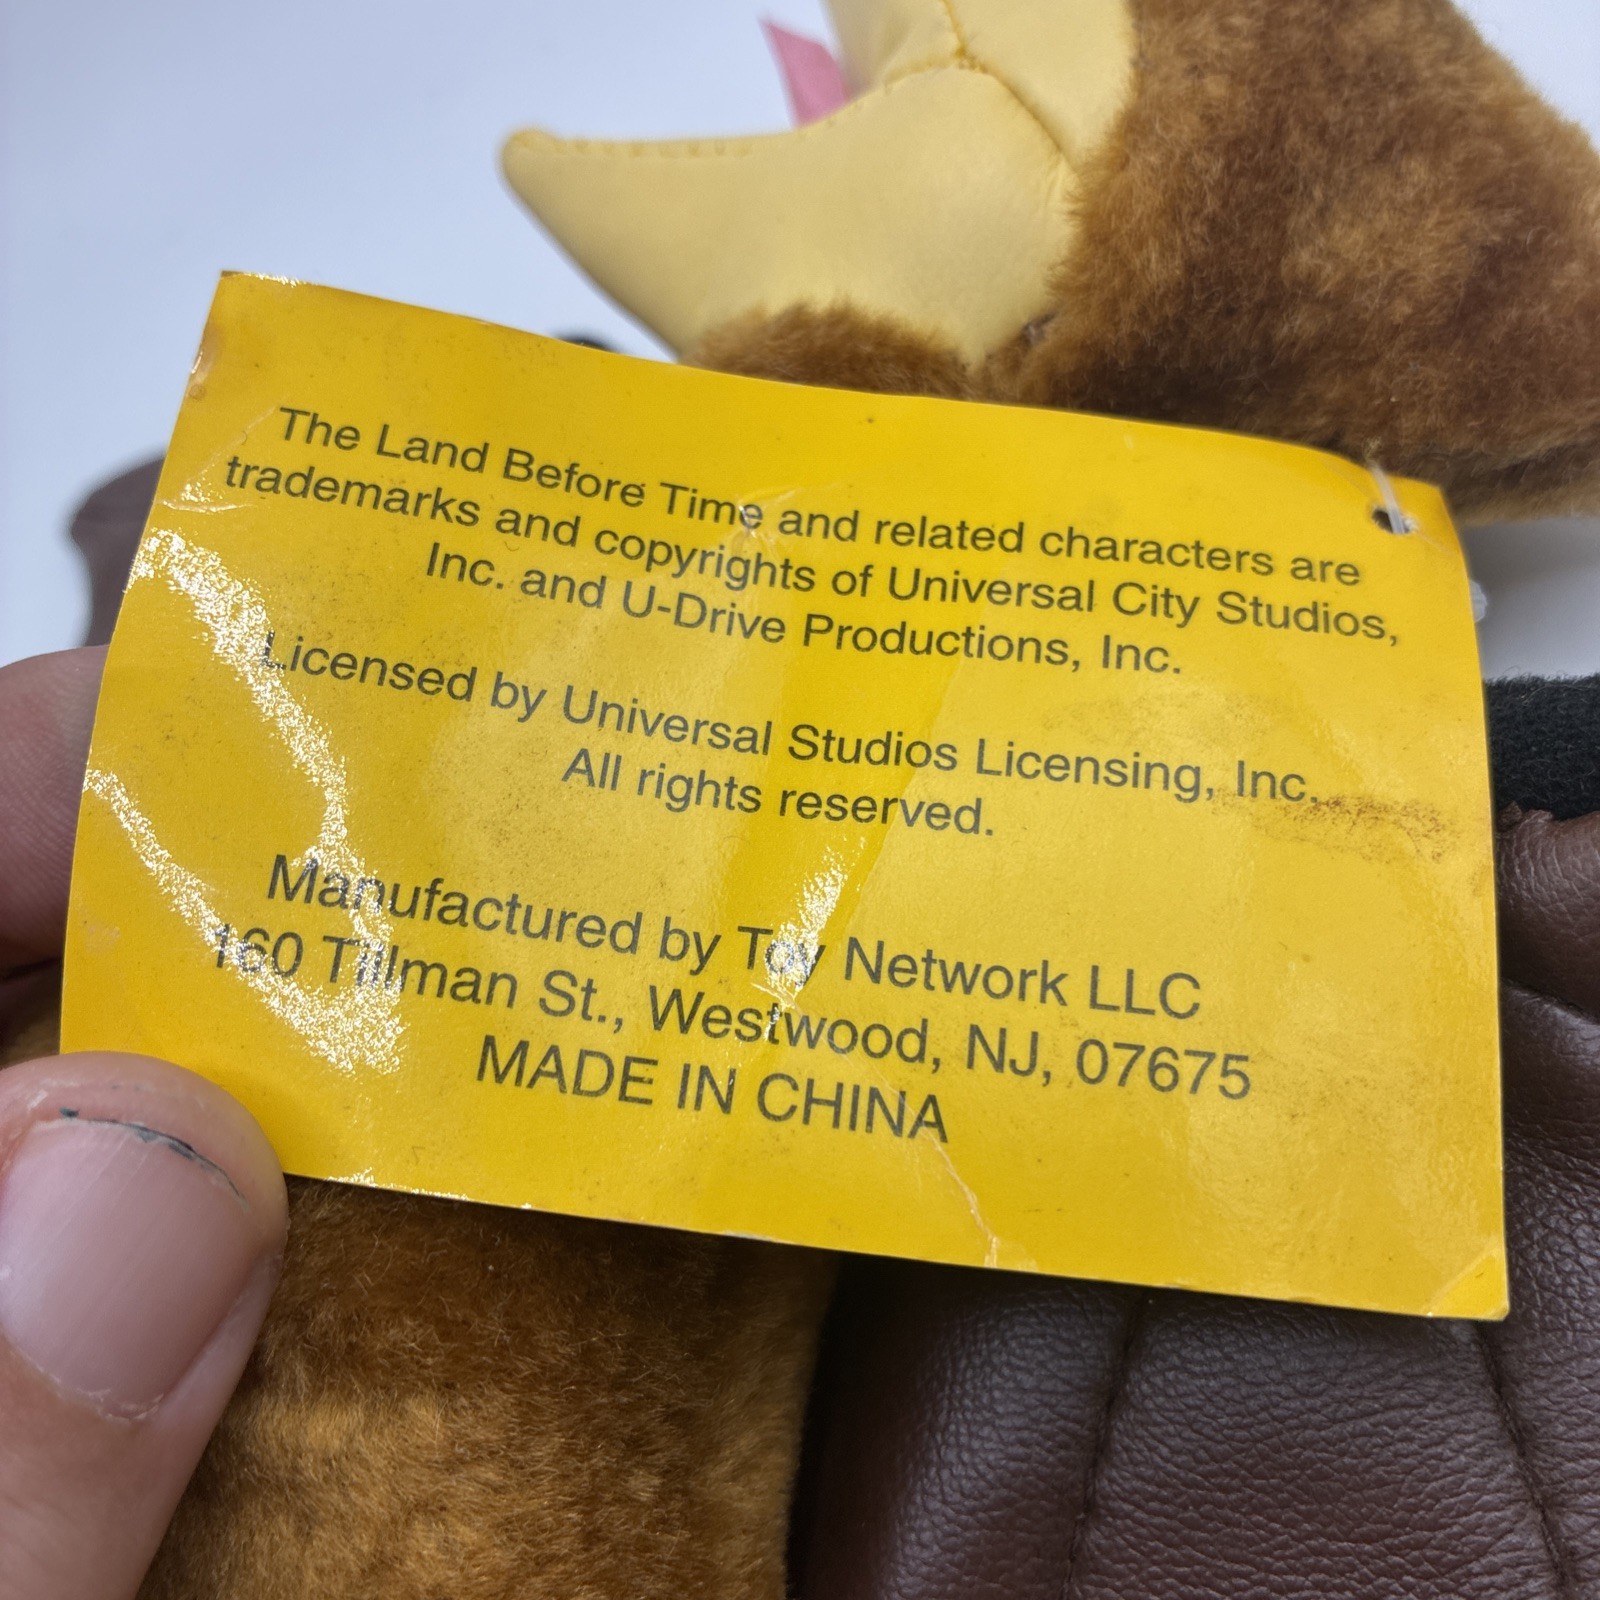 The Land Before Time and related characters are
trademarks and copyrights of Universal City Studios,
Inc. and U-Drive Productions, Inc.
Licensed by Universal Studios Licensing, Inc.
All rights reserved.
Manufactured by Toy Network LLC
160 Tillman St., Westwood, NJ, 07675
MADE IN CHINA